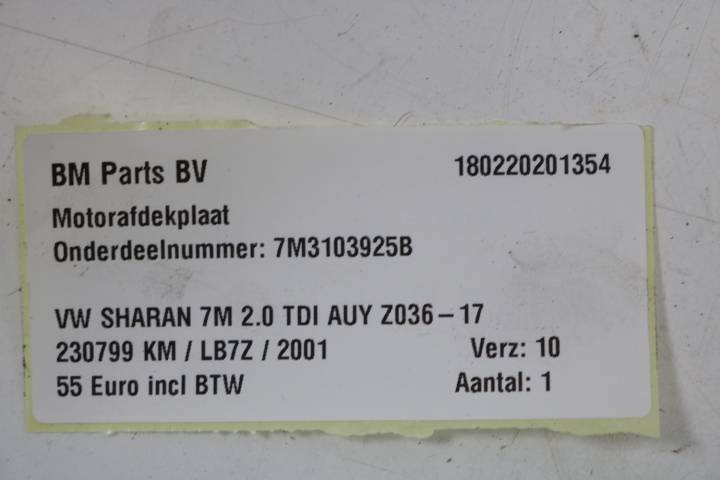 BM Parts BV 180220201354
Motorafdekplaat
Onderdeelnummer: 7M3103925B
VW SHARAN 7M 2.0 TDI AUY Z036-17
230799 KM / LB7Z / 2001 Verz: 10
55 Euro incl BTW Aantal: 1